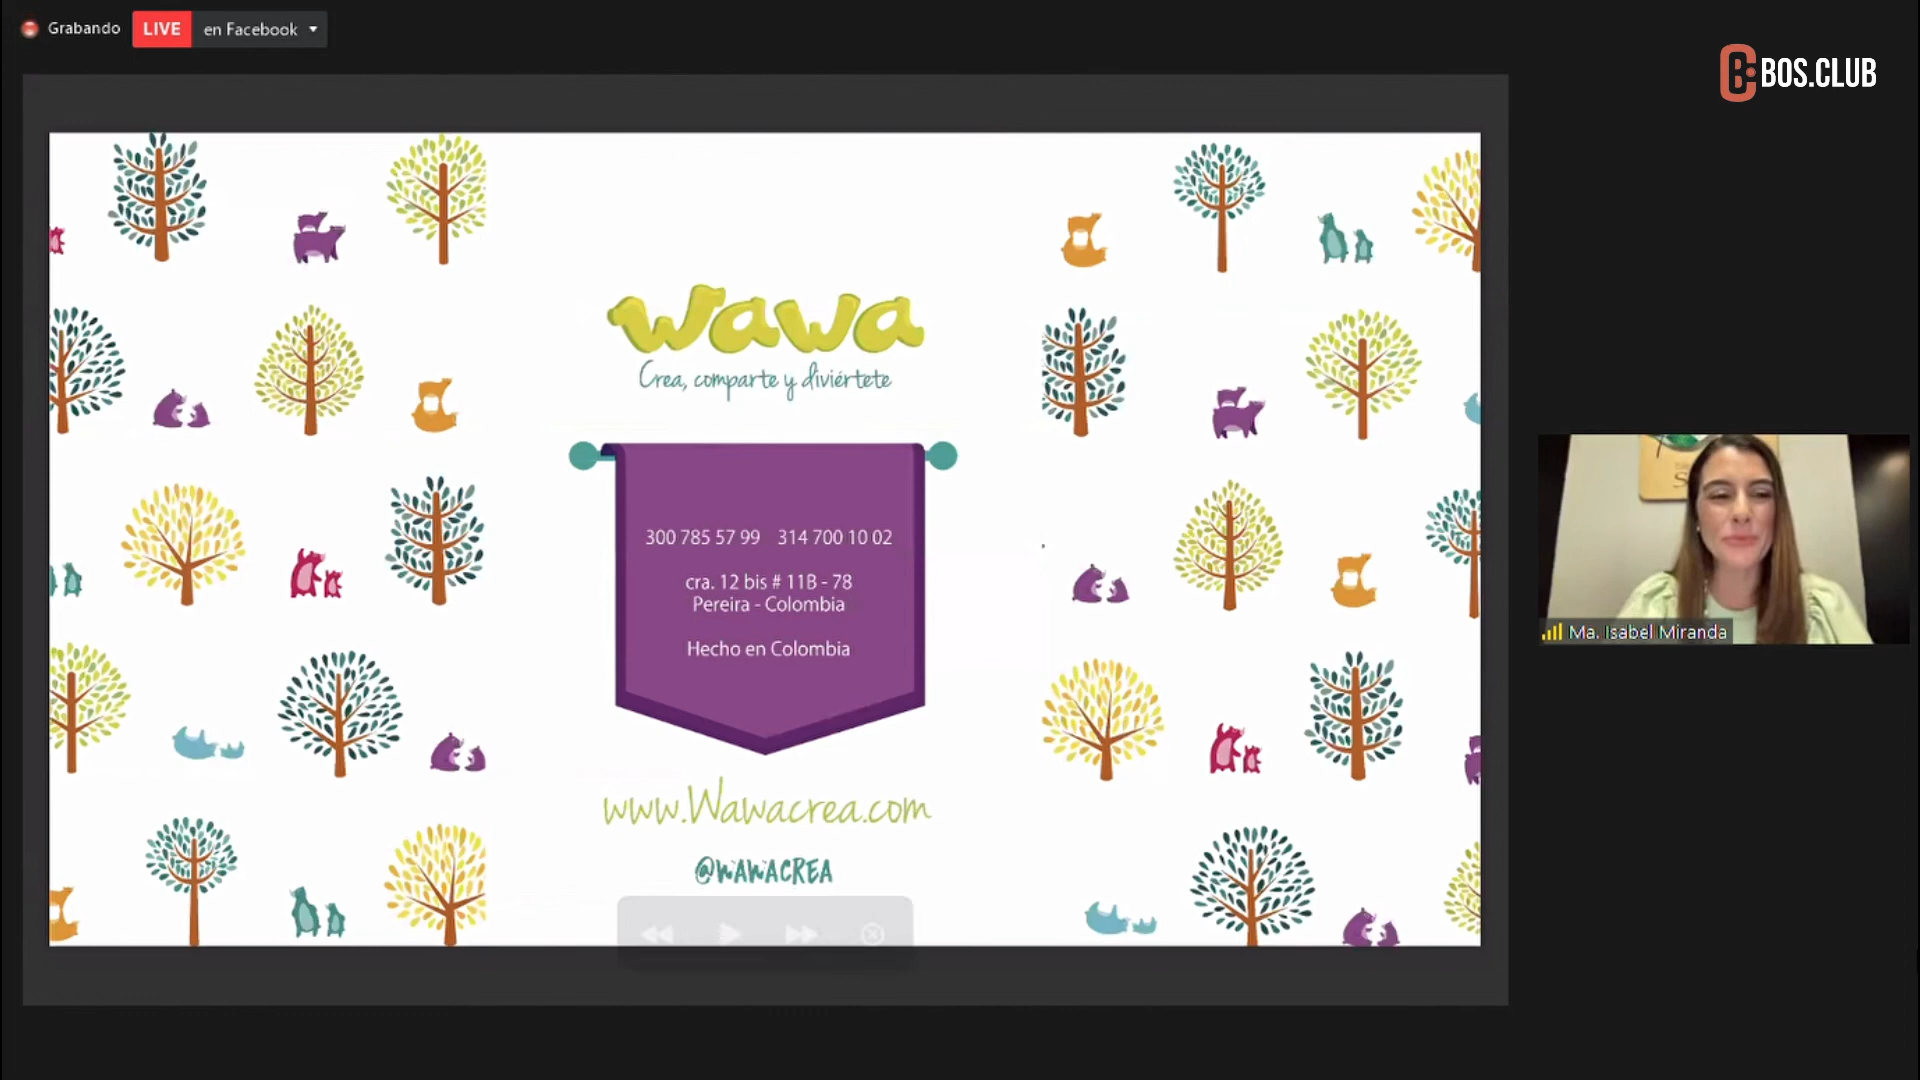 Grabando
LIVE en Facebook
BOS.CLUB
wawa
Crea, comparte y diviértete
300 785 57 99 314 700 10 02
cra. 12 bis # 11B - 78
Pereira - Colombia
Hecho en Colombia
www.Wawacrea.com
@WAWACREA
Ma. Isabel Miranda